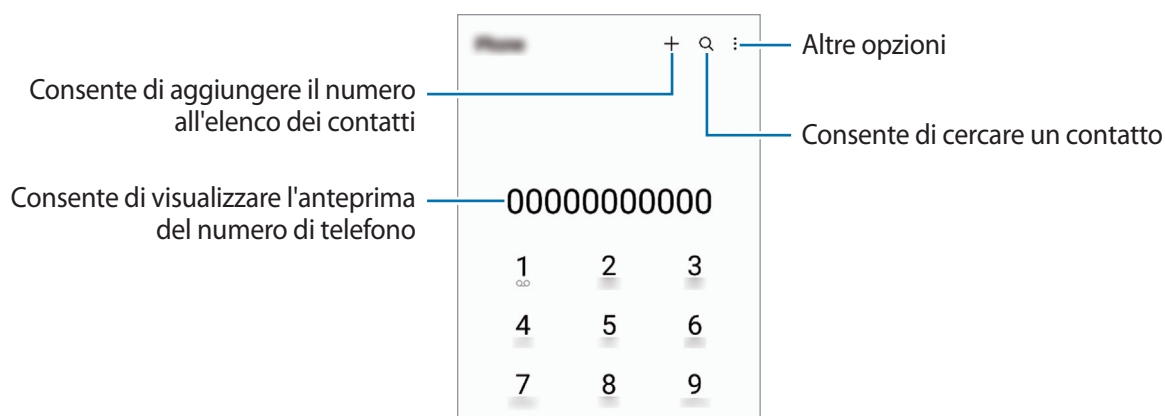 +
Altre opzioni
Consente di aggiungere il numero
all'elenco dei contatti
Consente di cercare un contatto
Consente di visualizzare l'anteprima
del numero di telefono
00000000000
1 2 3
4 5 6
7 8 9